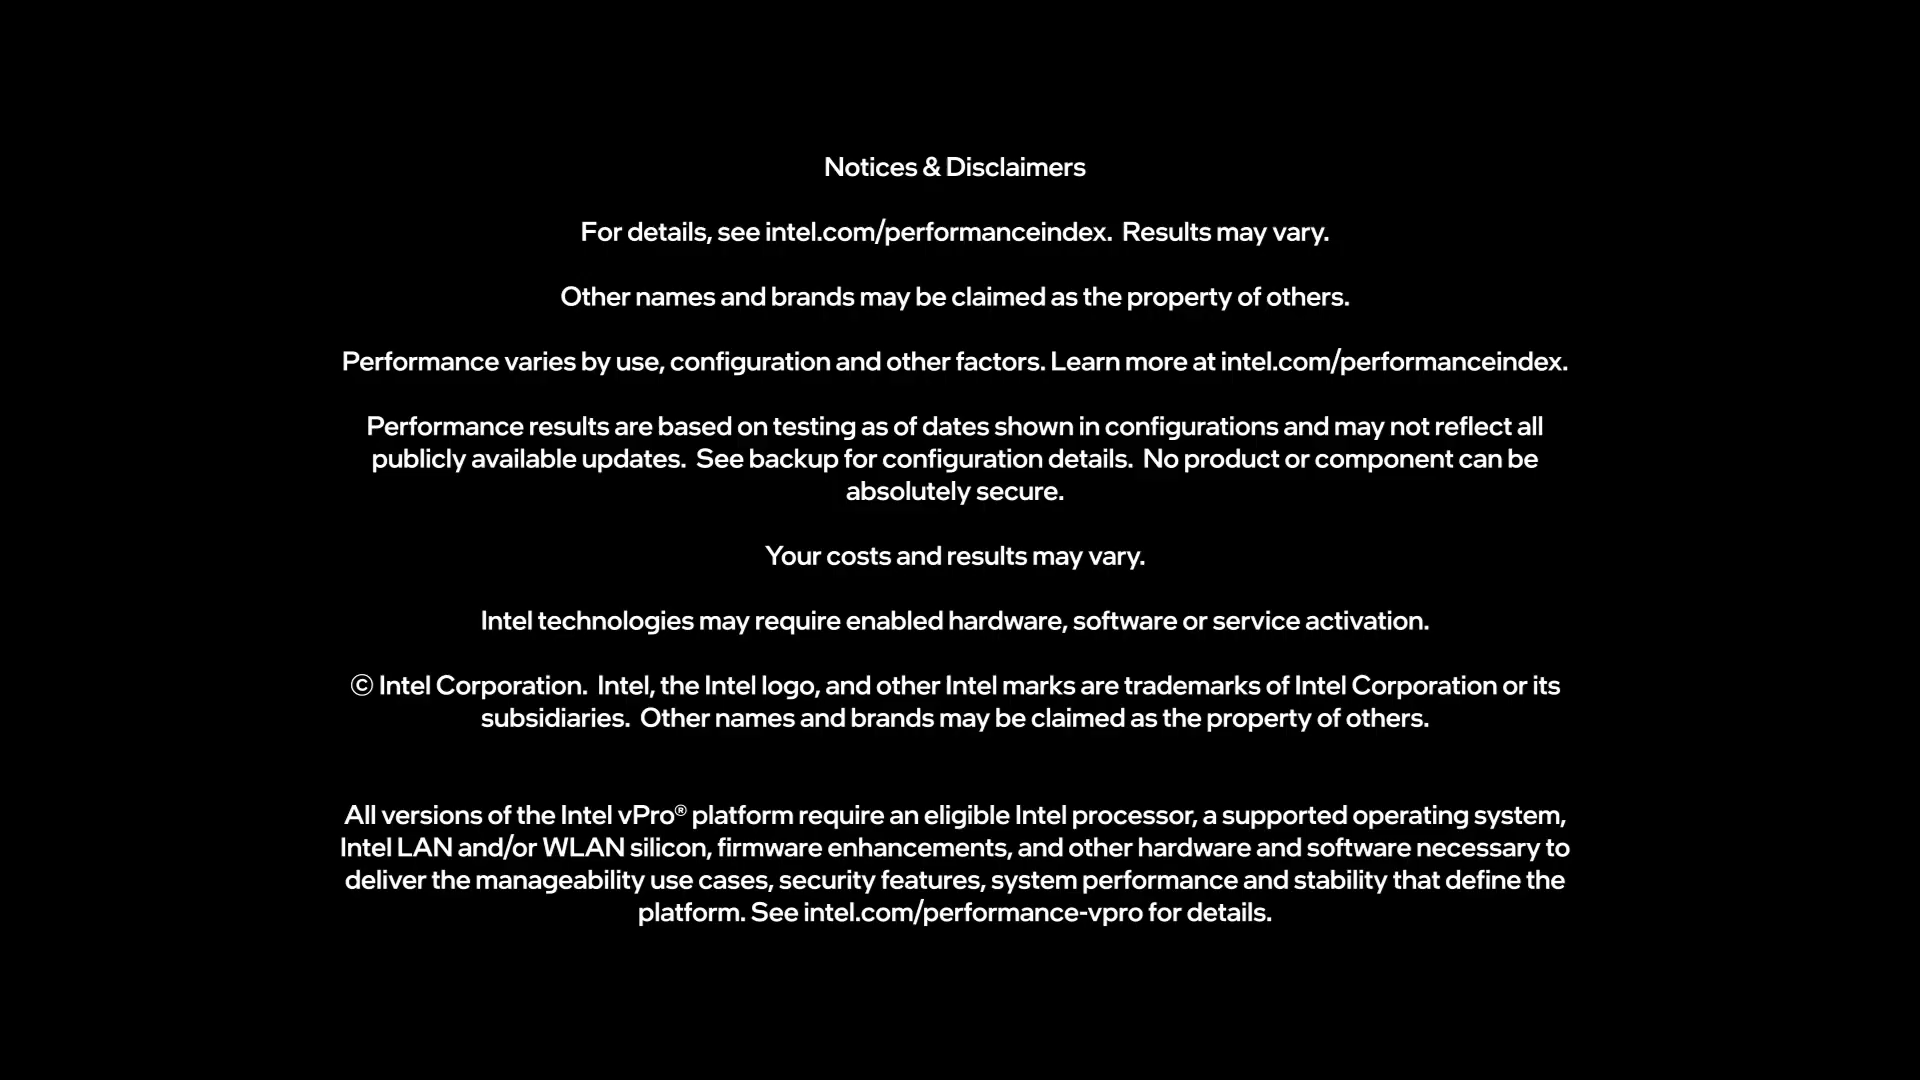 Notices & Disclaimers
For details, see intel.com/performanceindex.  Results may vary.
Other names and brands may be claimed as the property of others.
Performance varies by use, configuration and other factors. Learn more at intel.com/performanceindex.
Performance results are based on testing as of dates shown in configurations and may not reflect all
publicly available updates.  See backup for configuration details.  No product or component can be
absolutely secure.
Your costs and results may vary.
Intel technologies may require enabled hardware, software or service activation.
© Intel Corporation.  Intel, the Intel logo, and other Intel marks are trademarks of Intel Corporation or its
subsidiaries.  Other names and brands may be claimed as the property of others.
All versions of the Intel vPro® platform require an eligible Intel processor, a supported operating system,
Intel LAN and/or WLAN silicon, firmware enhancements, and other hardware and software necessary to
deliver the manageability use cases, security features, system performance and stability that define the
platform. See intel.com/performance-vpro for details.